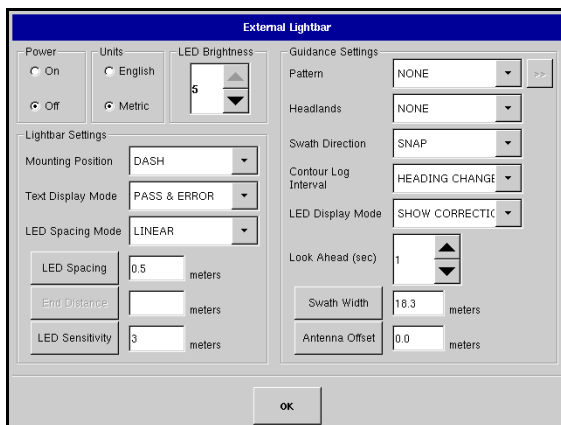 External Lightbar
Power
On
Off
Units
English
Metric
LED Brightness
5
Lightbar Settings
Mounting Position DASH
Text Display Mode PASS & ERROR
LED Spacing Mode LINEAR
LED Spacing 0.5 meters
End Distance meters
LED Sensitivity 3 meters
Guidance Settings
Pattern NONE >>
Headlands NONE
Swath Direction SNAP
Contour Log
Interval HEADING CHANGE
LED Display Mode SHOW CORRECTIC
Look Ahead (sec) 1
Swath Width 18.3 meters
Antenna Offset 0.0 meters
OK